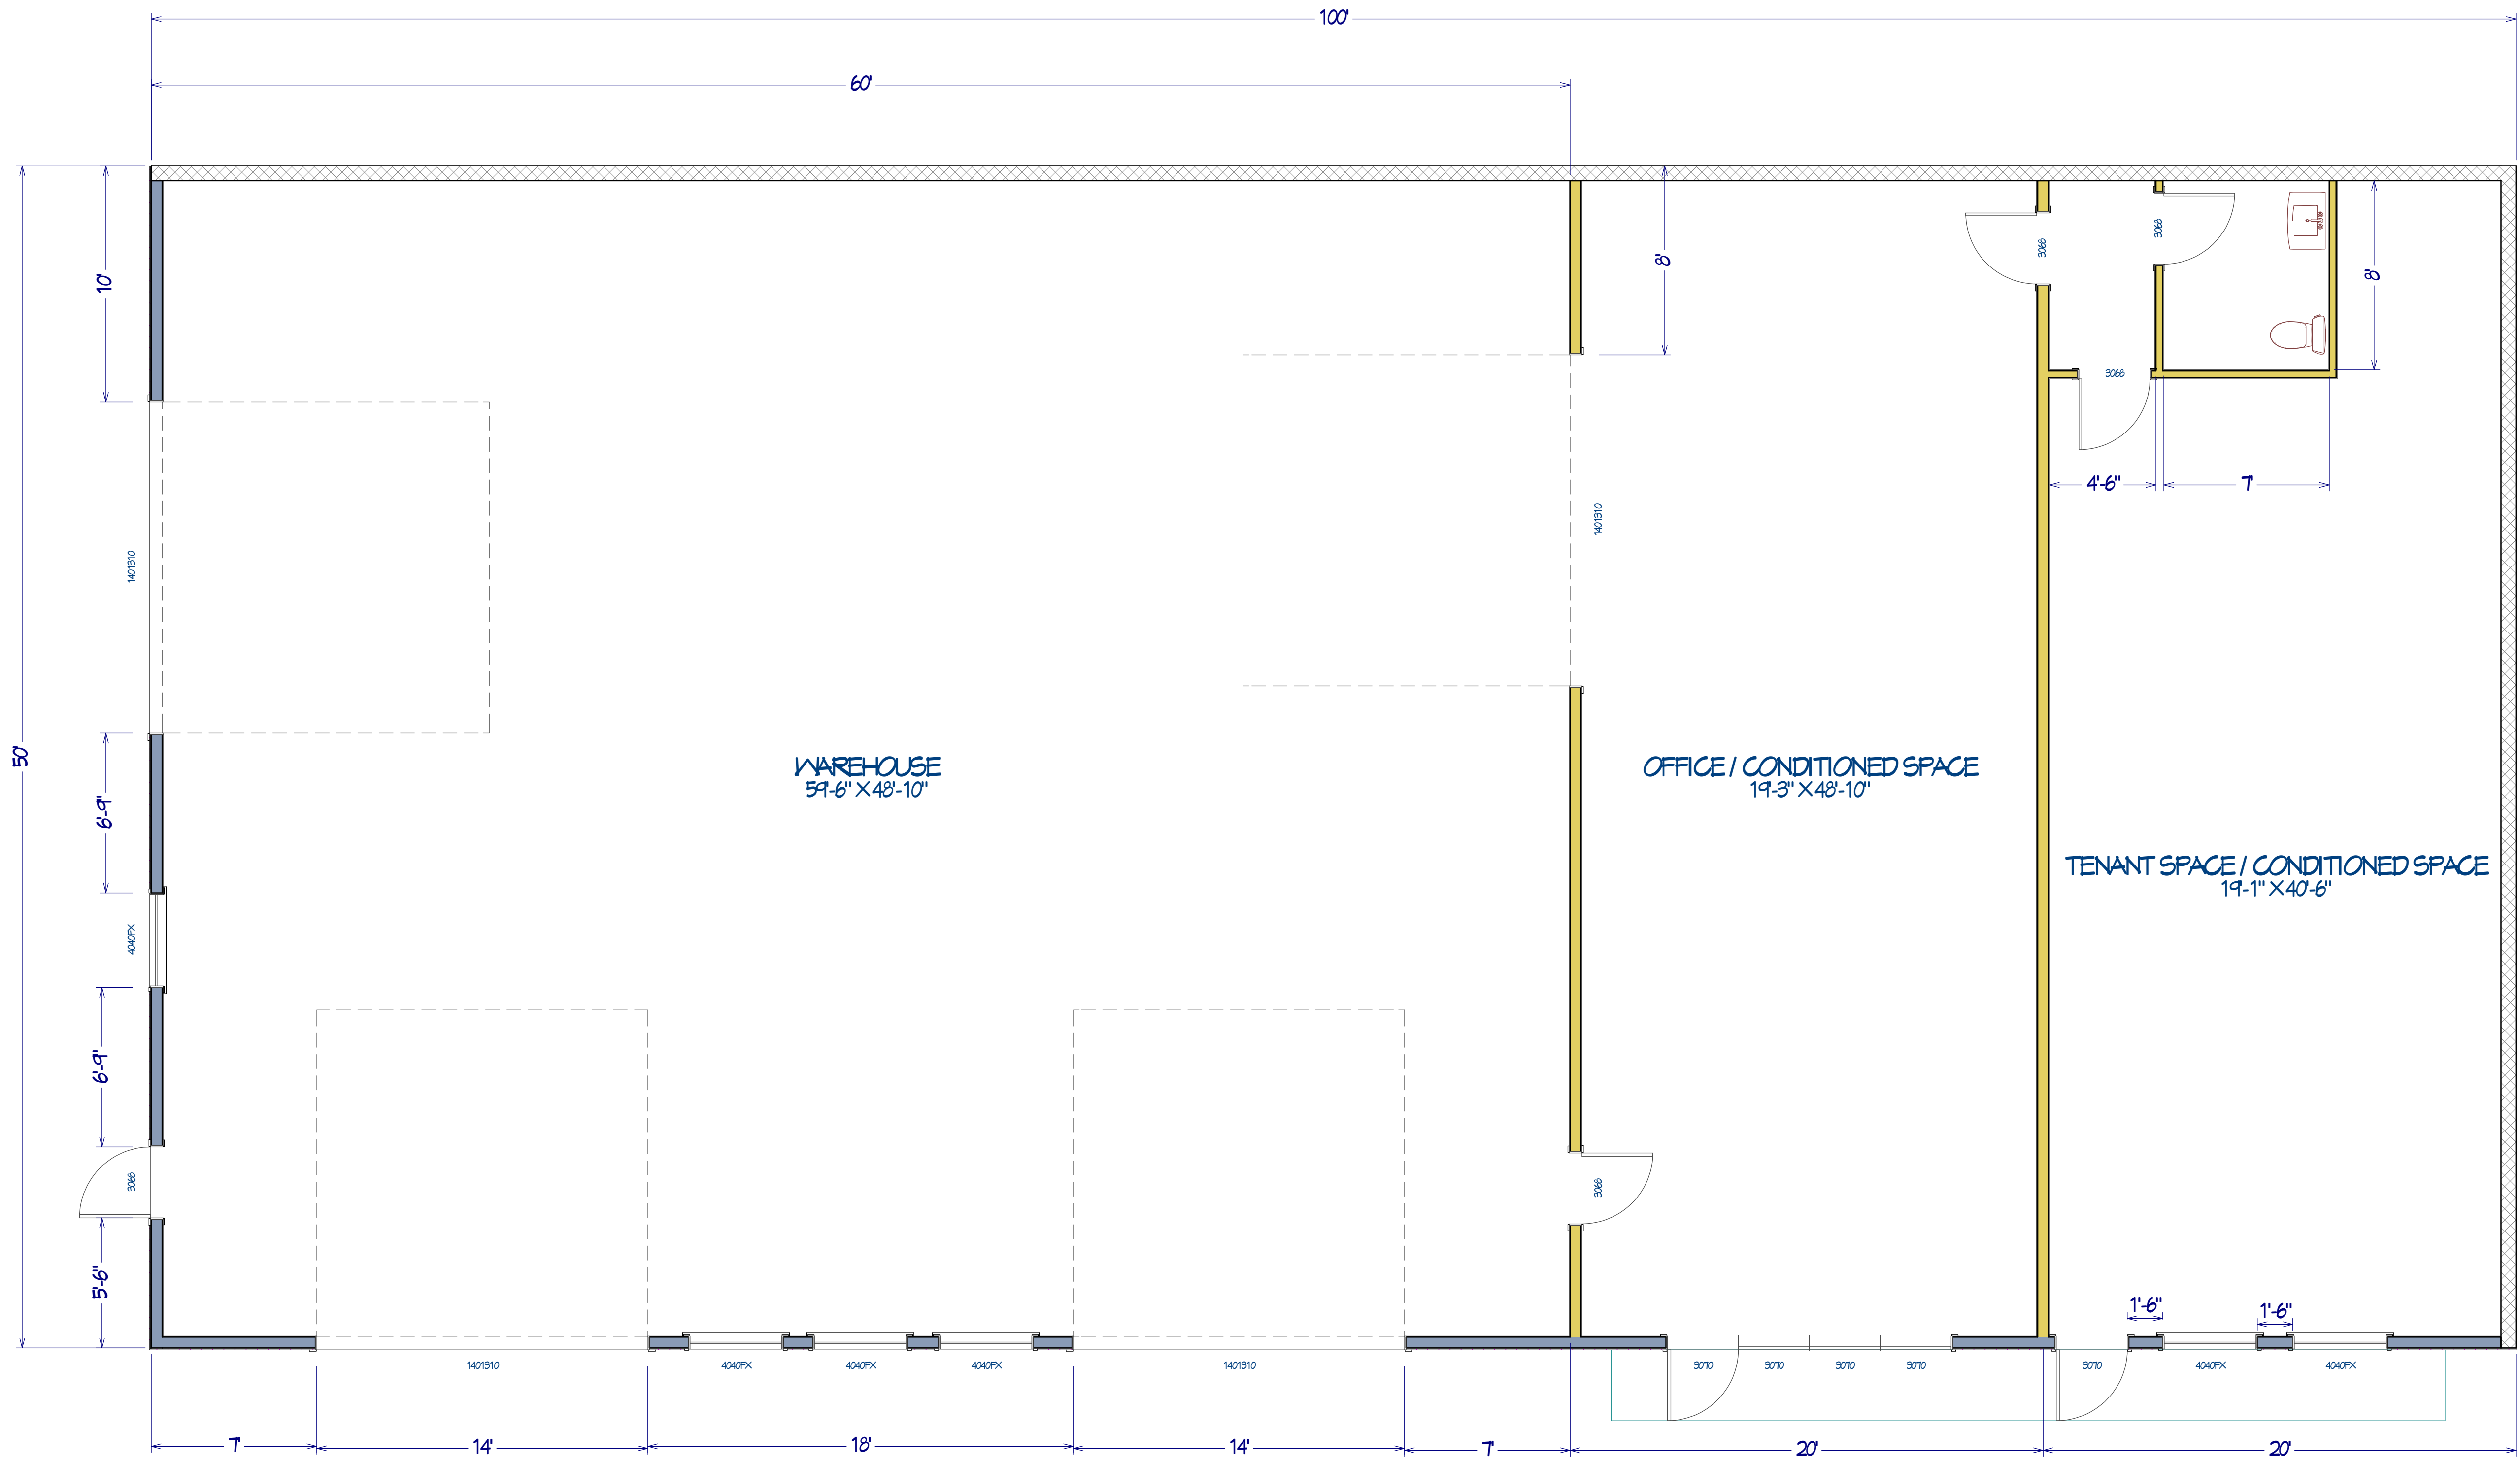 100'
60'
8'
3068
3068
8'
10'
3068
4'-6"
7'
1401310
1401310
50'
WAREHOUSE
59'-6" X 48'-10"
OFFICE / CONDITIONED SPACE
19'-3" X 48'-10"
6'-9"
TENANT SPACE / CONDITIONED SPACE
19'-1" X 40'-6"
4040FX
6'-9"
3068
3068
5'-6"
1'-6"
1'-6"
1401310
4040FX
4040FX
4040FX
1401310
3070
3070
3070
3070
3070
4040FX
4040FX
7'
14'
18'
14'
7'
20'
20'